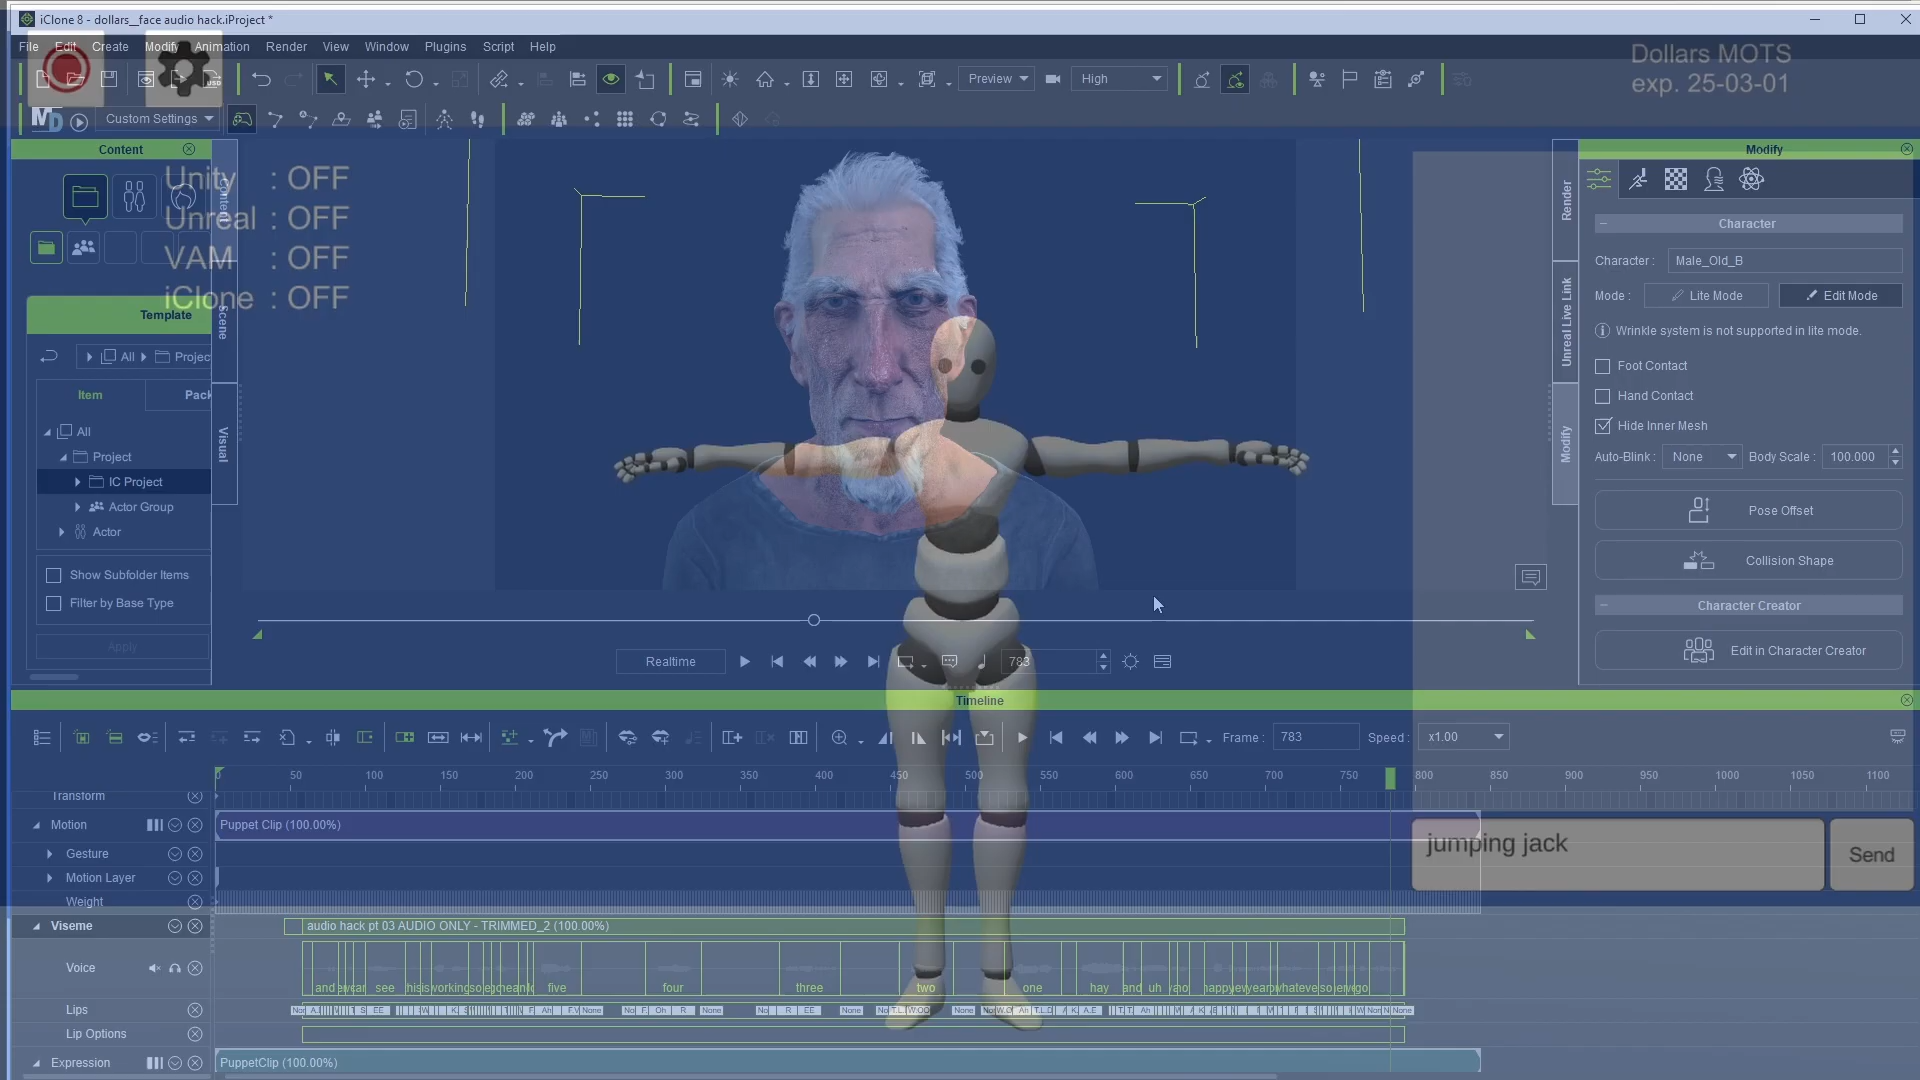 iClone 8 - dollars__face audio hack.iProject *
File Edit Create Modify Animation Render View Window Plugins Script Help
Dollars MOTS
exp. 25-03-01
Preview
High
Custom Settings
Content
Modify
Unity : OFF
Unreal : OFF
VAM : OFF
iClone : OFF
Content
Scene
Visual
Render
Unreal Live Link
Modify
Character
Character : Male_Old_B
Mode : Lite Mode Edit Mode
Wrinkle system is not supported in lite mode.
Foot Contact
Hand Contact
Hide Inner Mesh
Auto-Blink : None Body Scale : 100.000
Pose Offset
Collision Shape
Character Creator
Edit in Character Creator
Template
All Projec
Item Pack
All
Project
IC Project
Actor Group
Actor
Show Subfolder Items
Filter by Base Type
Apply
Realtime 783
Timeline
Frame : 783 Speed : x1.00
0 50 100 150 200 250 300 350 400 450 500 550 600 650 700 750 800 850 900 950 1000 1050 1100
Transform
Motion Puppet Clip (100.00%)
Gesture
Motion Layer
Weight
jumping jack
Send
Viseme audio hack pt 03 AUDIO ONLY - TRIMMED_2 (100.00%)
Voice and see five four three two one hay and uh
Lips
Lip Options
Expression PuppetClip (100.00%)